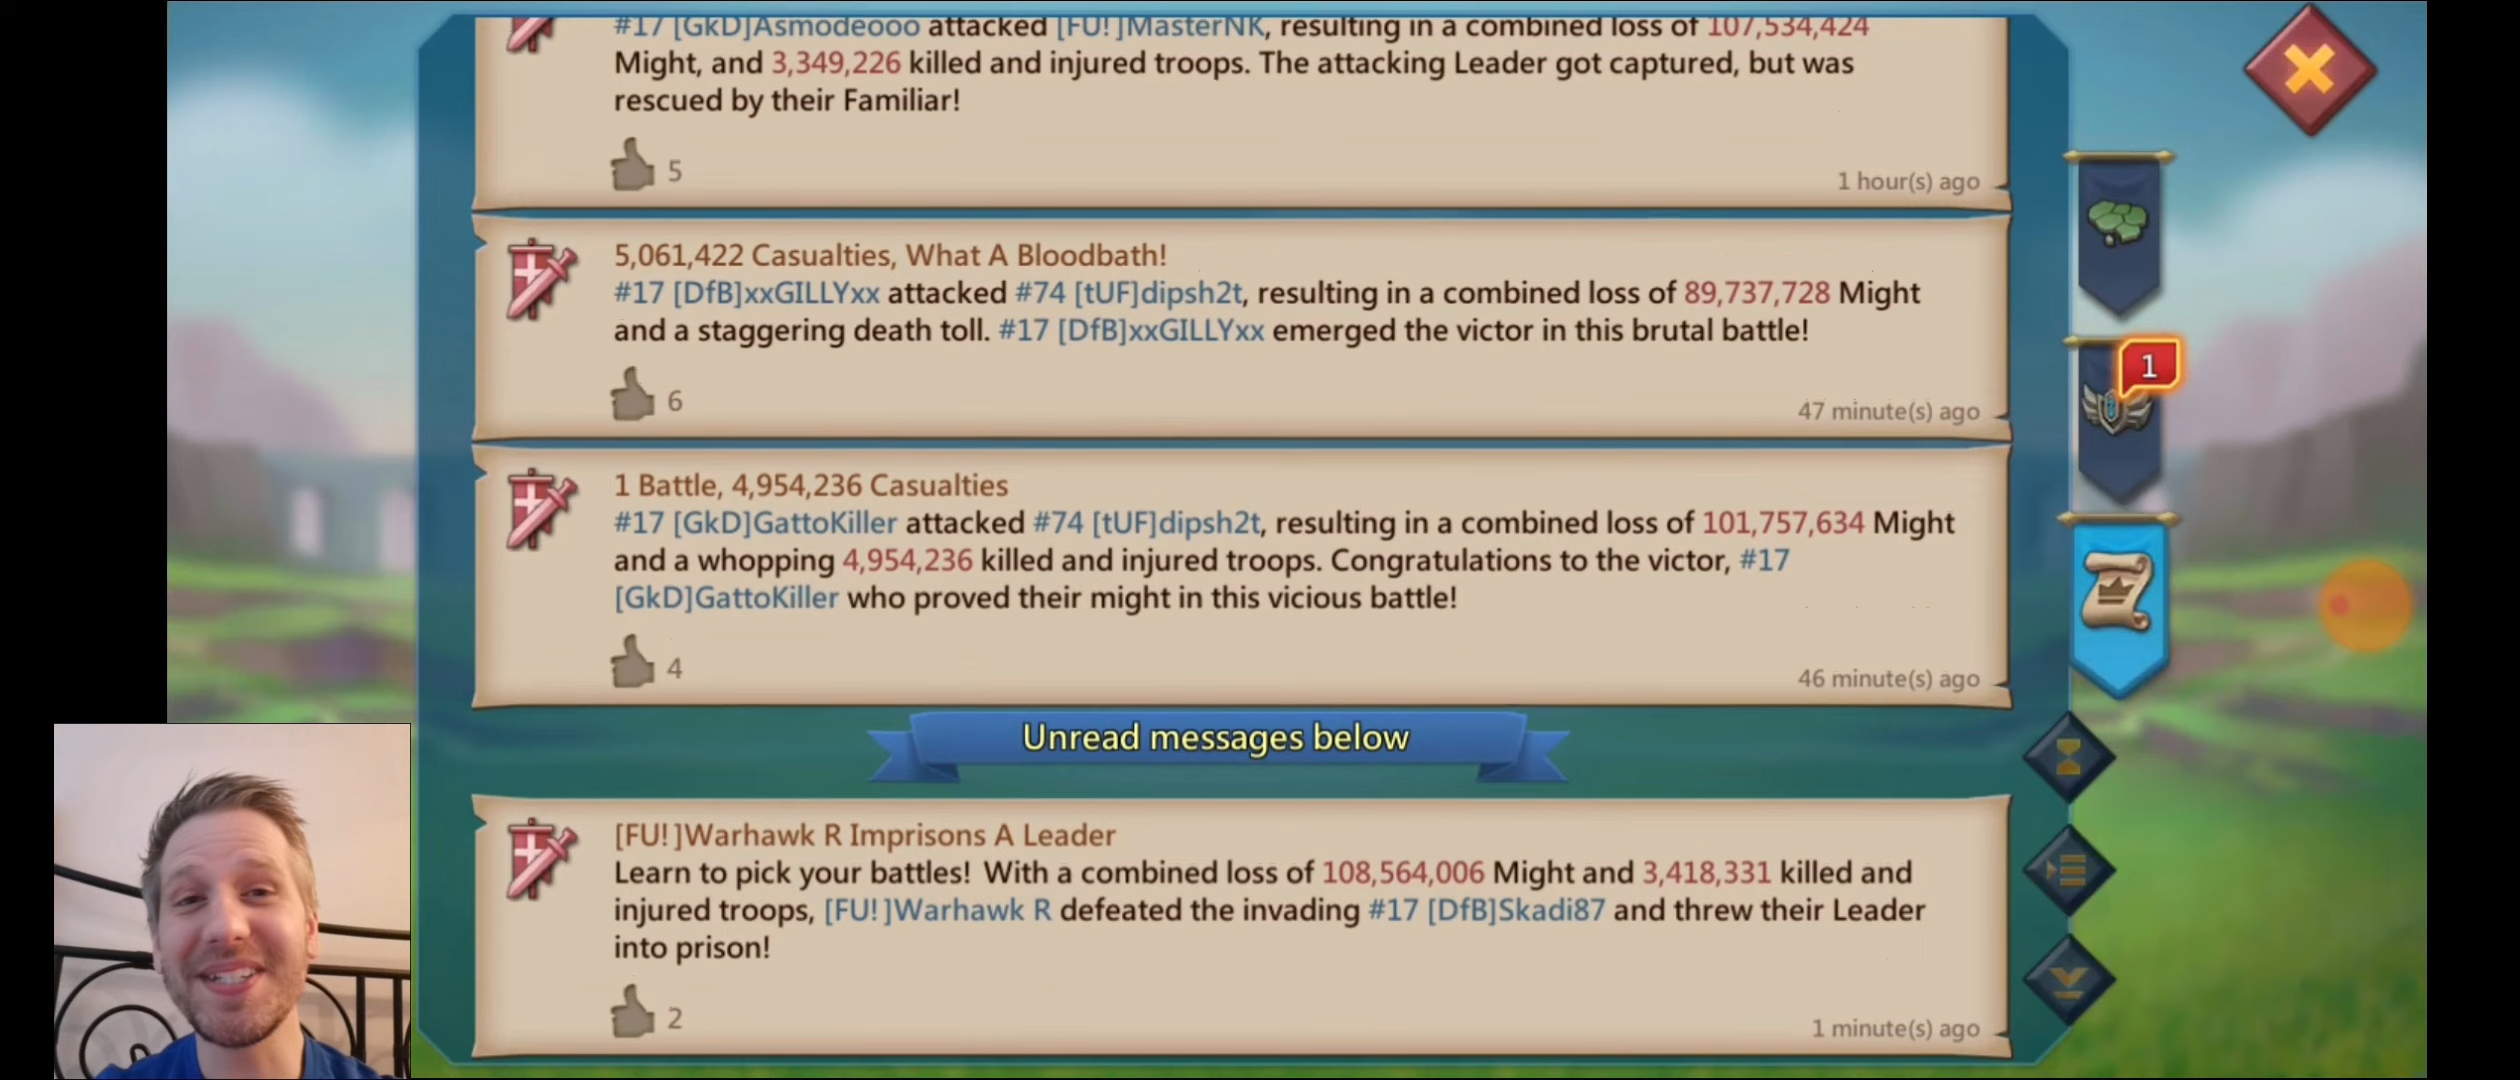 #17 [GkD]Asmodeooo attacked [FU!]MasterNK, resulting in a combined loss of 107,534,424
Might, and 3,349,226 killed and injured troops. The attacking Leader got captured, but was
rescued by their Familiar!
5
1 hour(s) ago
5,061,422 Casualties, What A Bloodbath!
#17 [DfB]xxGILLYxx attacked #74 [tUF]dipsh2t, resulting in a combined loss of 89,737,728 Might
and a staggering death toll. #17 [DfB]xxGILLYxx emerged the victor in this brutal battle!
6
47 minute(s) ago
1
1 Battle, 4,954,236 Casualties
#17 [GkD]GattoKiller attacked #74 [tUF]dipsh2t, resulting in a combined loss of 101,757,634 Might
and a whopping 4,954,236 killed and injured troops. Congratulations to the victor, #17
[GkD]GattoKiller who proved their might in this vicious battle!
4
46 minute(s) ago
Unread messages below
[FU!]Warhawk R Imprisons A Leader
Learn to pick your battles! With a combined loss of 108,564,006 Might and 3,418,331 killed and
injured troops, [FU!]Warhawk R defeated the invading #17 [DfB]Skadi87 and threw their Leader
into prison!
2
1 minute(s) ago